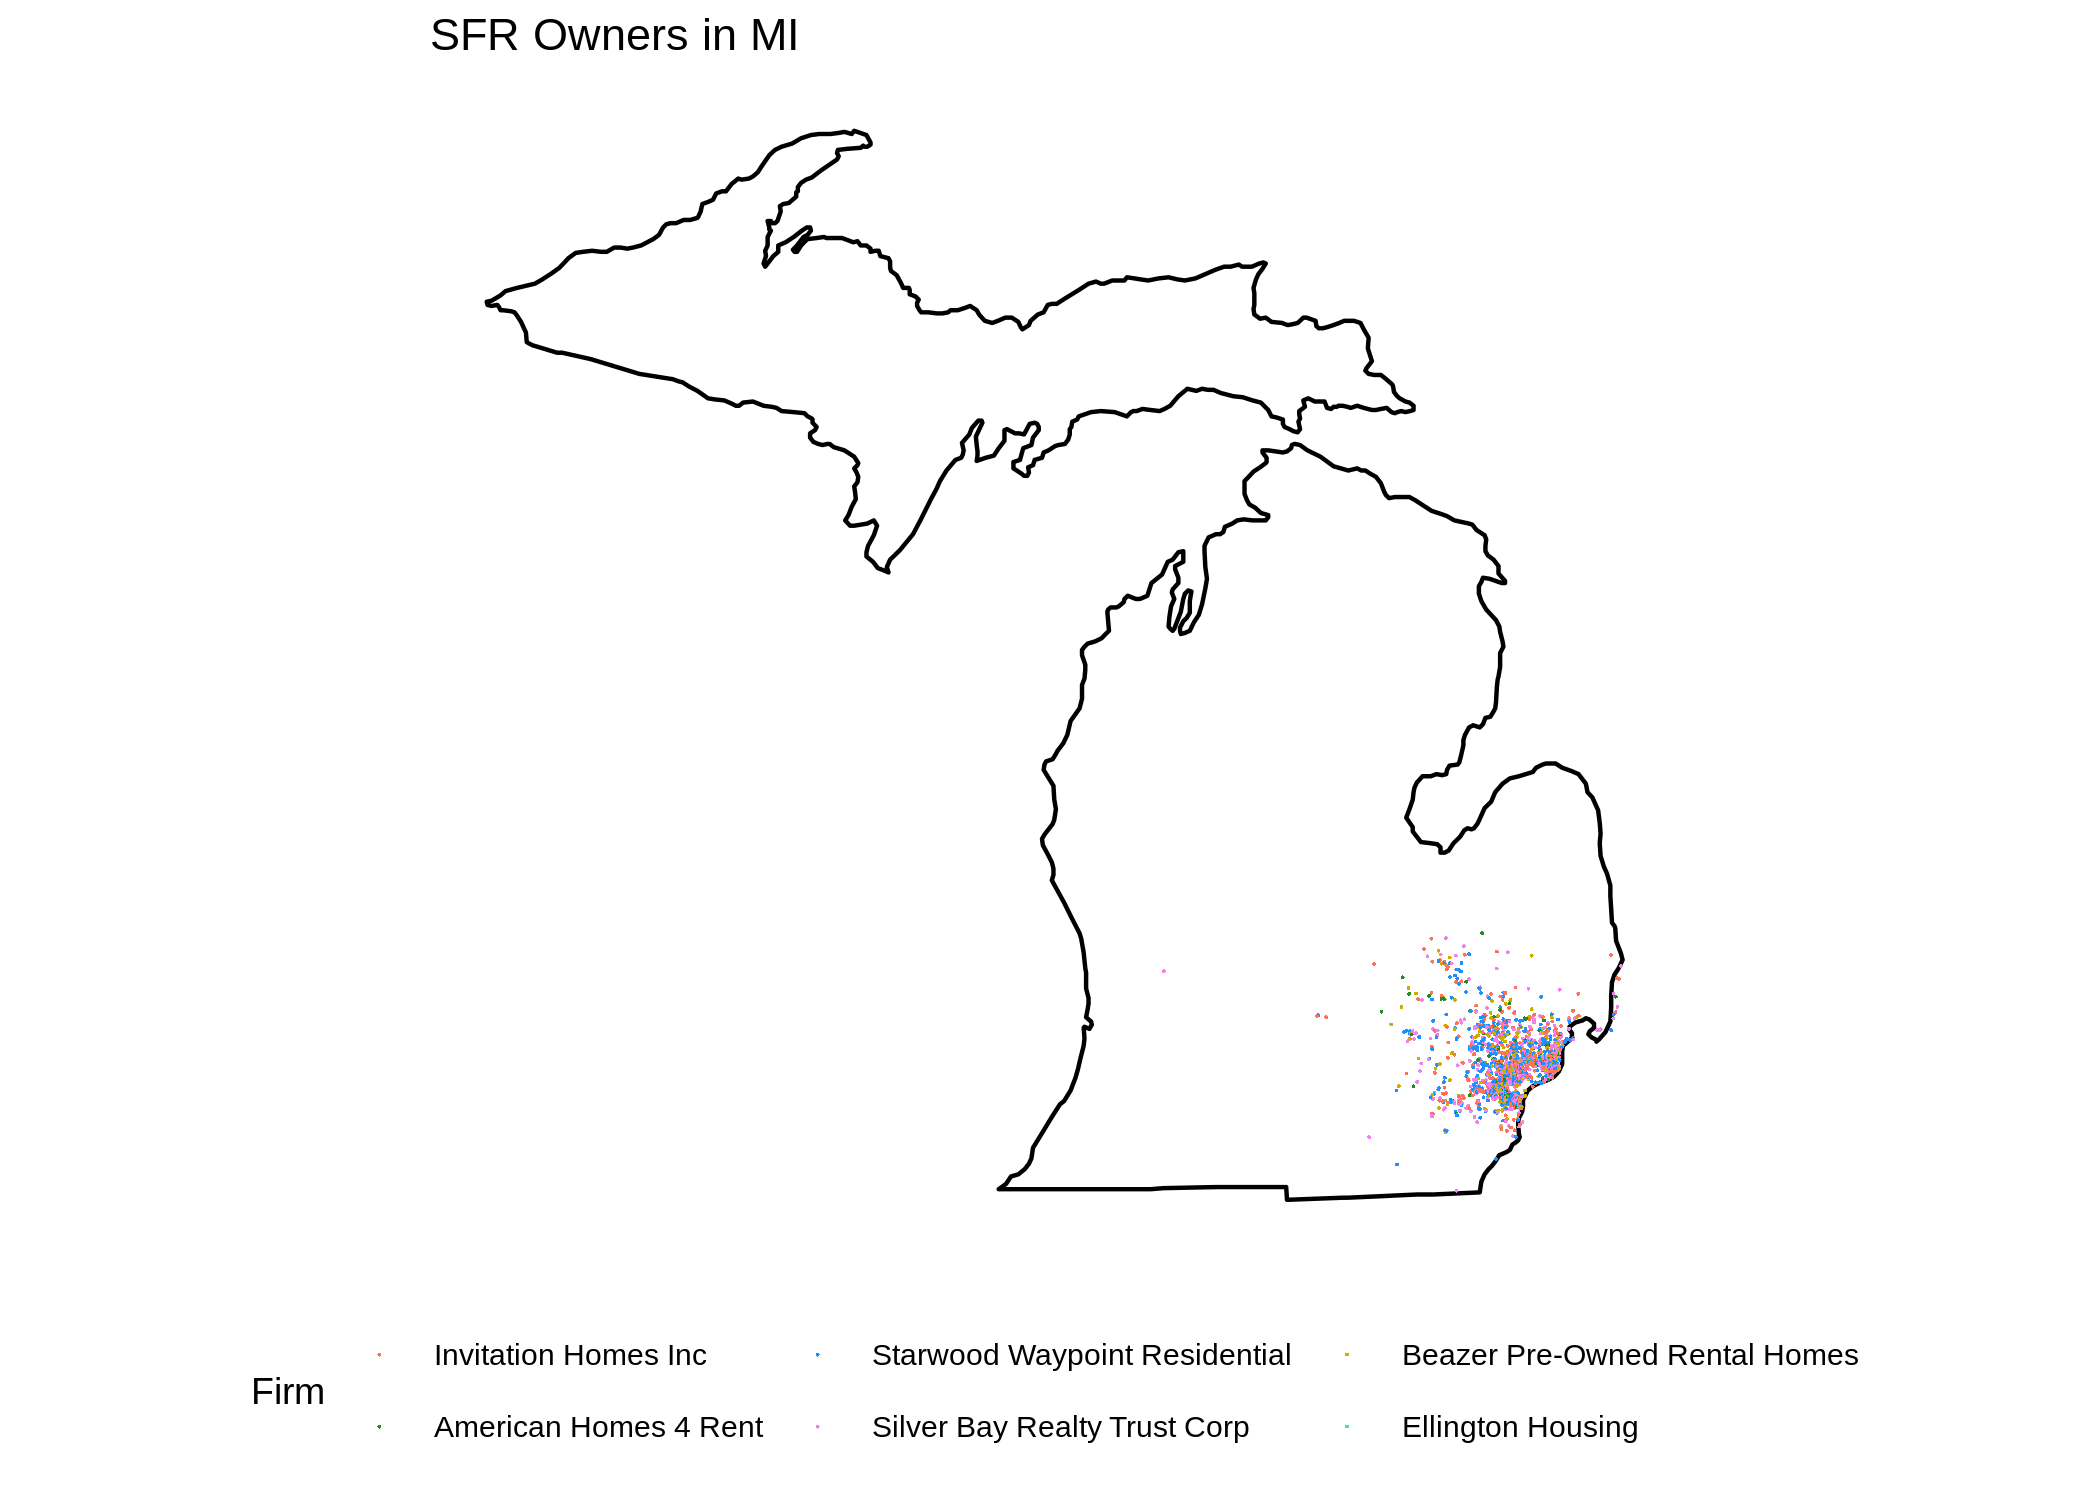 SFR Owners in MI
Firm
Invitation Homes Inc
Starwood Waypoint Residential
Beazer Pre-Owned Rental Homes
American Homes 4 Rent
Silver Bay Realty Trust Corp
Ellington Housing